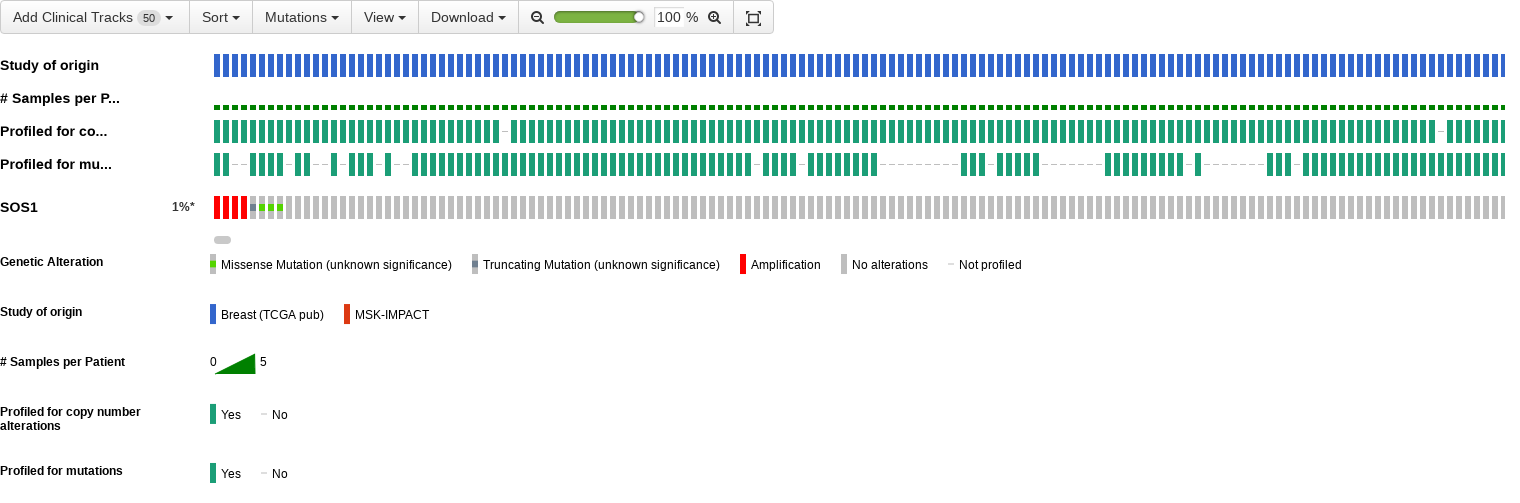 Add Clinical Tracks 50 Sort Mutations View Download 100 %
Study of origin
# Samples per P...
Profiled for co...
Profiled for mu...
SOS1 1%*
Genetic Alteration Missense Mutation (unknown significance) Truncating Mutation (unknown significance) Amplification No alterations Not profiled
Study of origin Breast (TCGA pub) MSK-IMPACT
# Samples per Patient 0 5
Profiled for copy number
alterations Yes No
Profiled for mutations Yes No